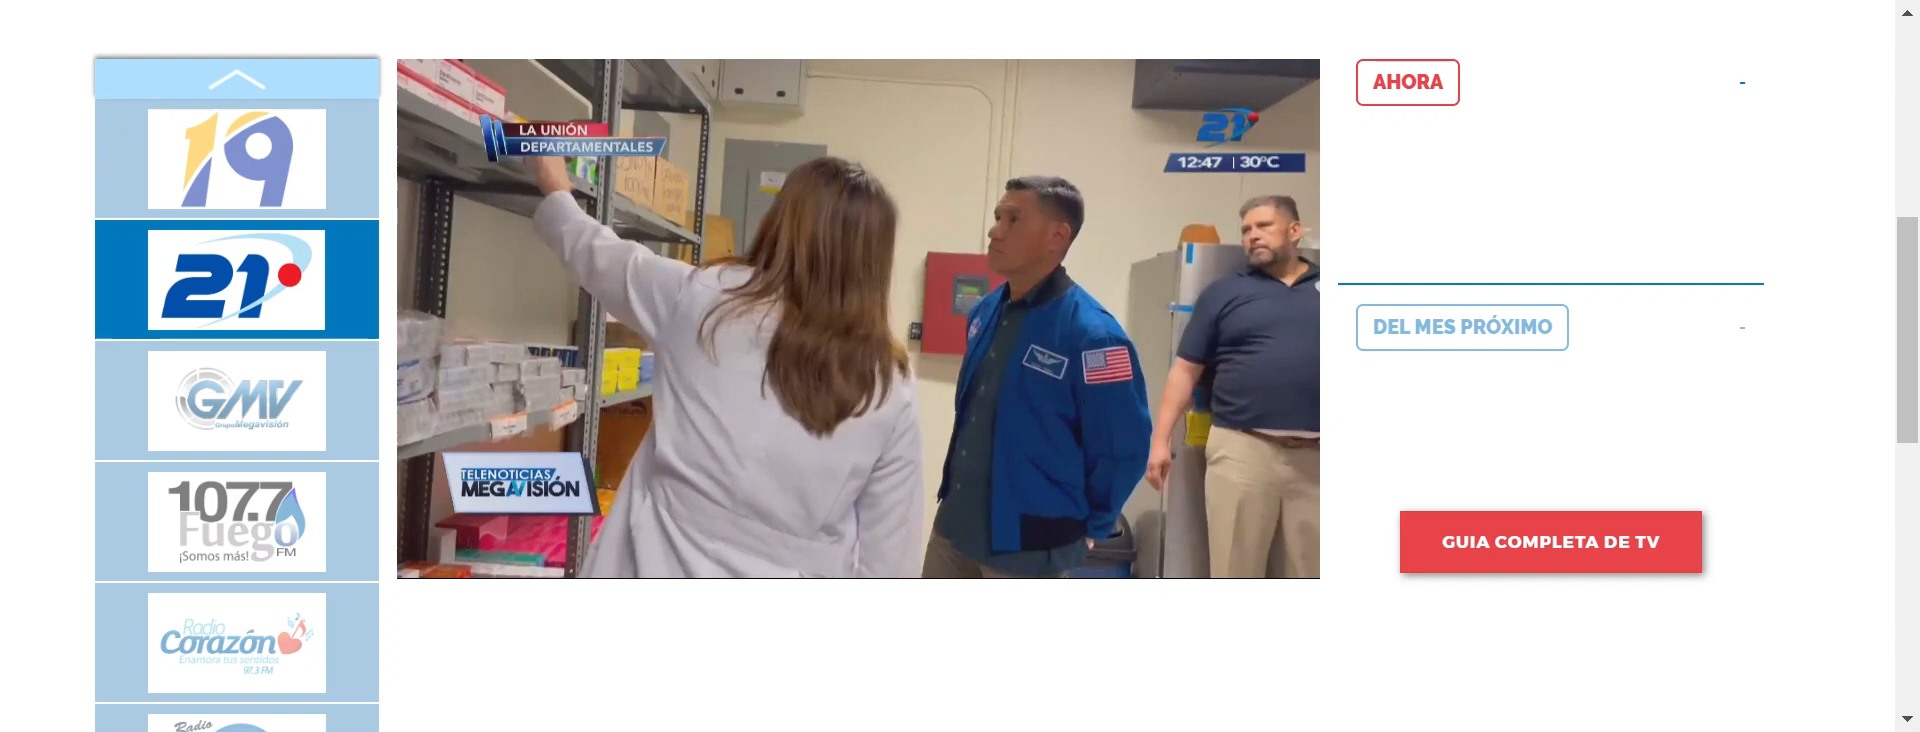 19
21
GMV
Grupo Megavisión
107.7
Fuego
¡Somos más!
FM
Radio
Corazón
Enamora tus sentidos
97.3 FM
Radio
LA UNIÓN
DEPARTAMENTALES
21
12:47 | 30°C
TELENOTICIAS
MEGAVISIÓN
AHORA
-
DEL MES PRÓXIMO
-
GUIA COMPLETA DE TV